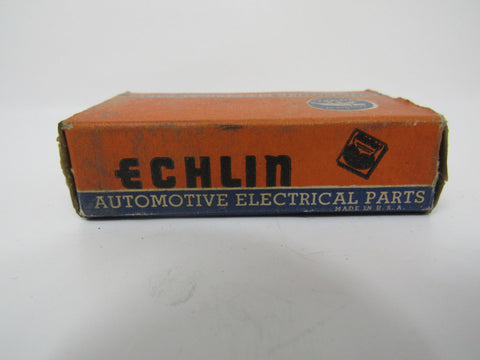 ECHLIN
AUTOMOTIVE ELECTRICAL PARTS
MADE IN U.S.A.